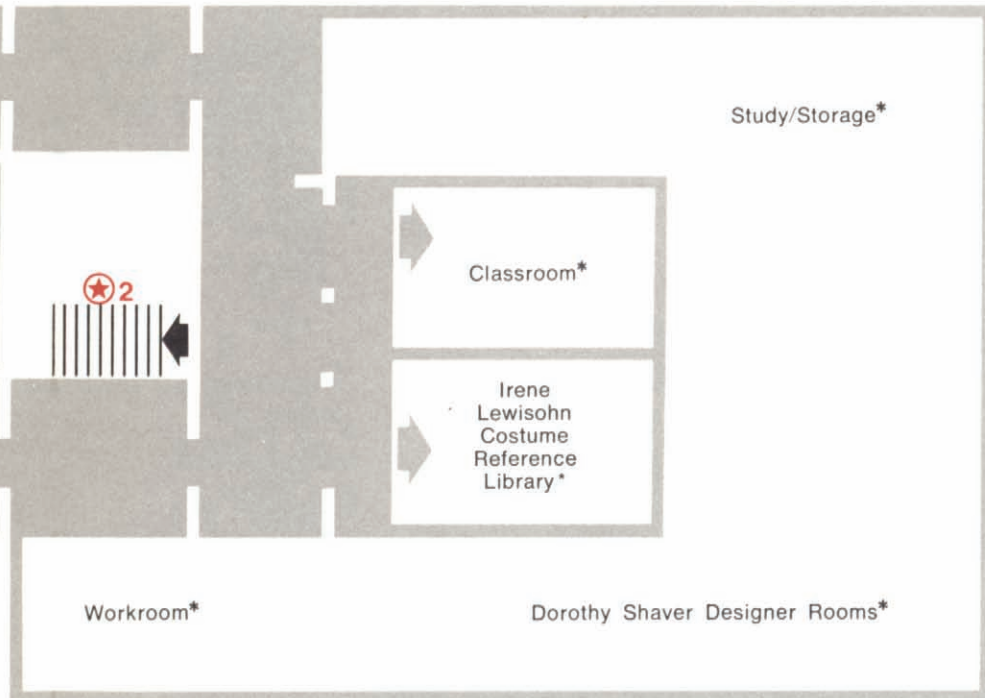 Study/Storage*
Classroom*
2
Irene
Lewisohn
Costume
Reference
Library*
Workroom*
Dorothy Shaver Designer Rooms*